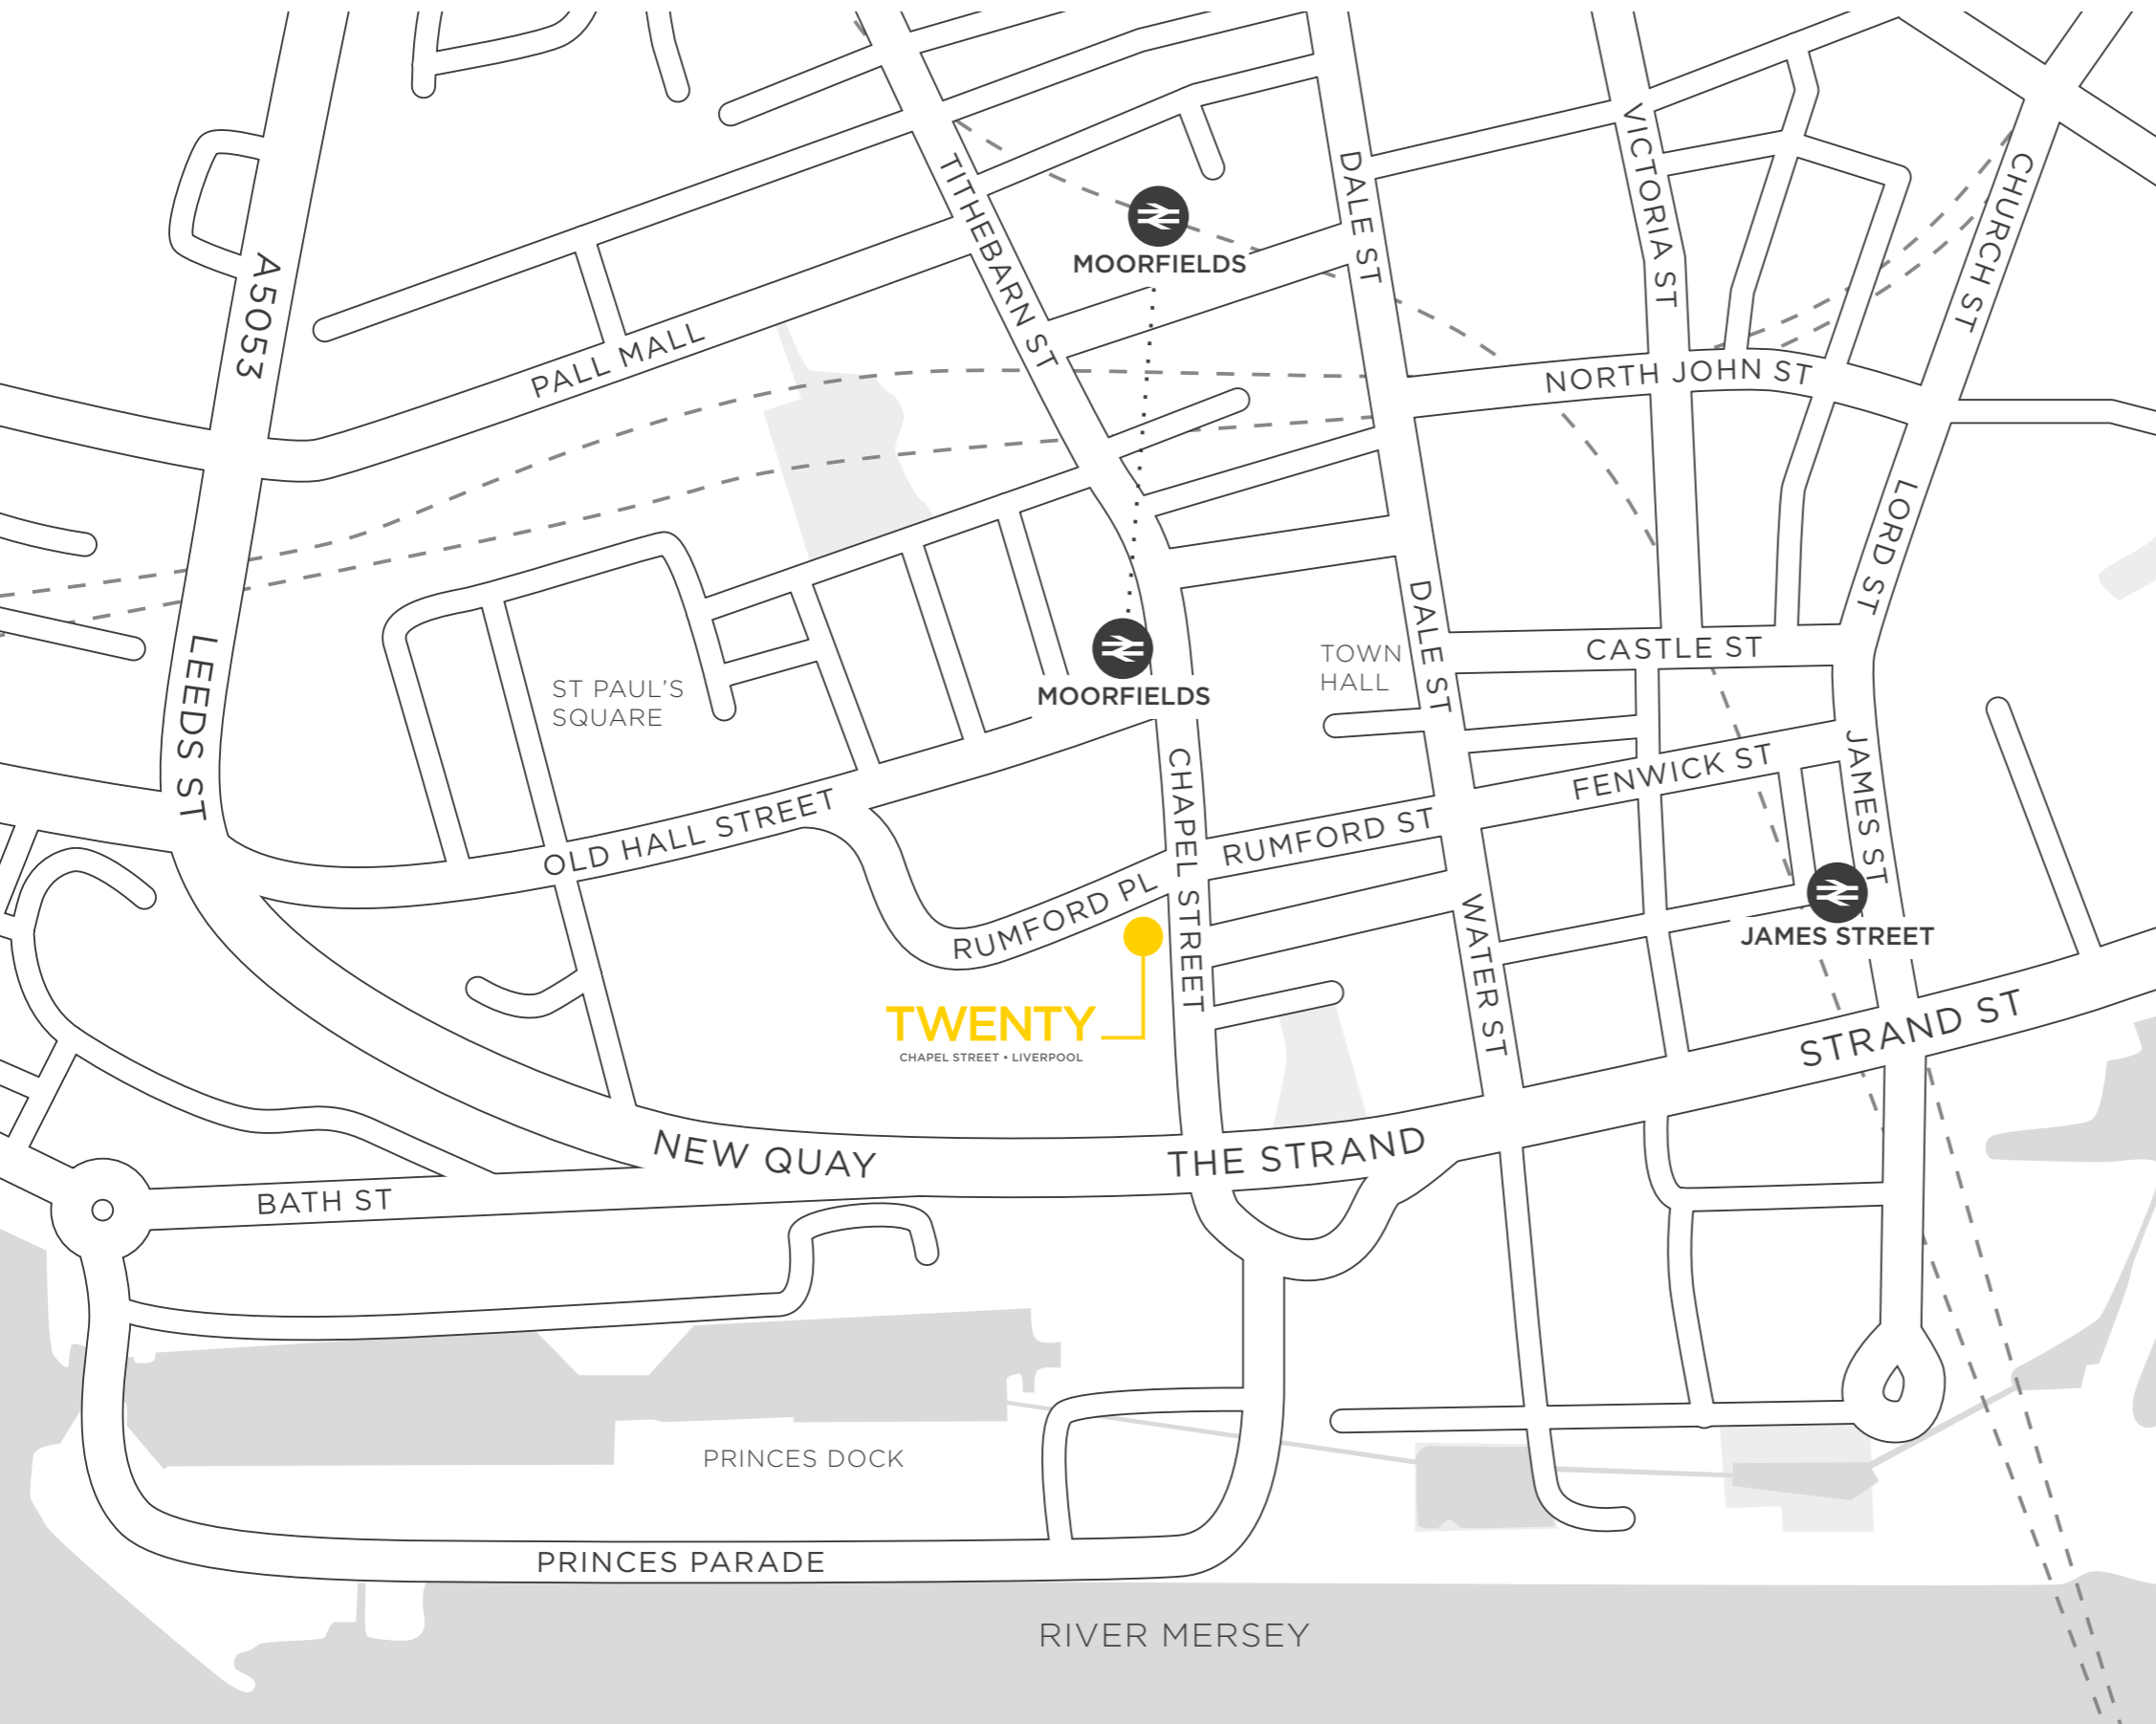 VICTORIA ST
DALE ST
CHURCH ST
TITHEBARN ST
MOORFIELDS
A5053
PALL MALL
NORTH JOHN ST
LORD ST
DALE ST
LEEDS ST
TOWN
HALL
CASTLE ST
ST PAUL'S
SQUARE
MOORFIELDS
JAMES ST
FENWICK ST
CHAPEL STREET
OLD HALL STREET
RUMFORD ST
RUMFORD PL
WATER ST
JAMES STREET
TWENTY
CHAPEL STREET • LIVERPOOL
STRAND ST
NEW QUAY
THE STRAND
BATH ST
PRINCES DOCK
PRINCES PARADE
RIVER MERSEY